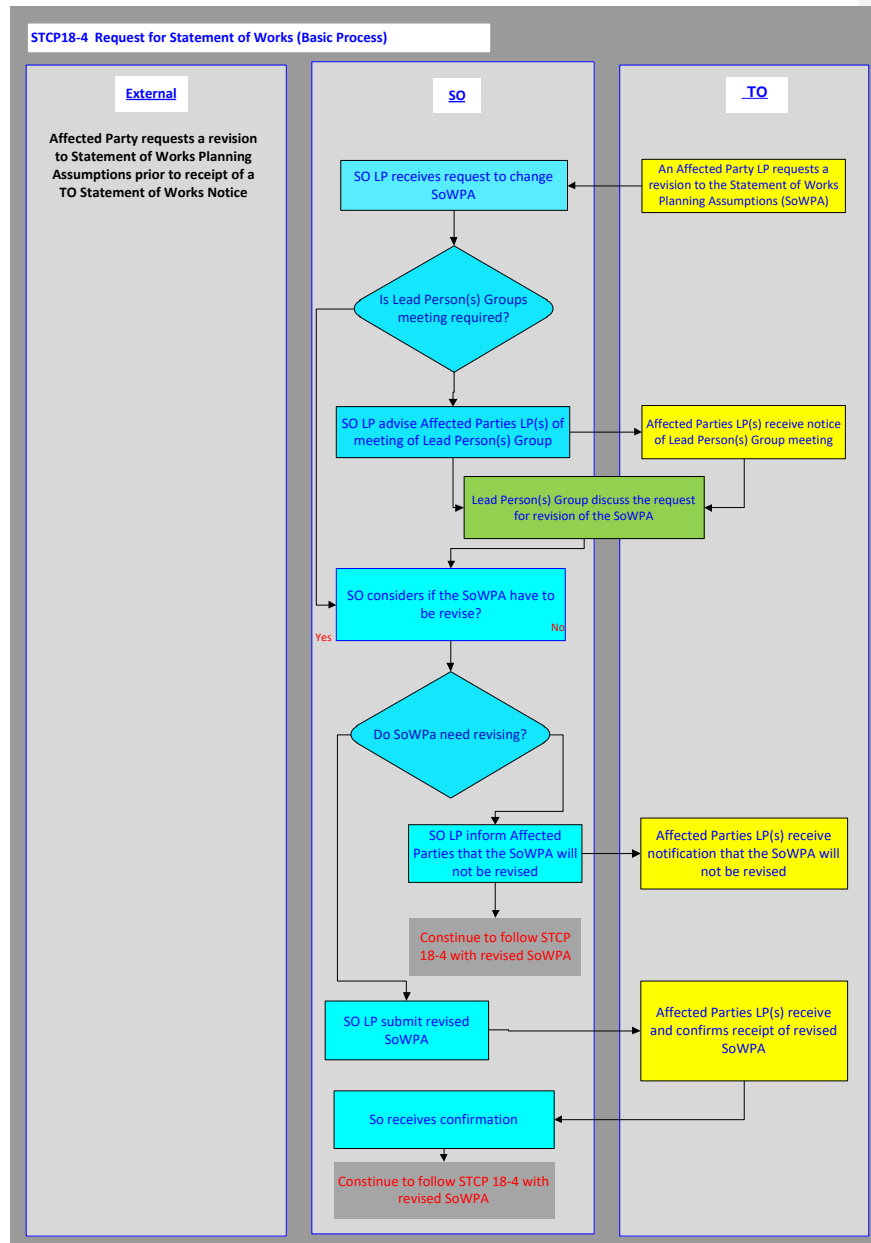 STCP18-4 Request for Statement of Works (Basic Process)
External
SO
TO
Affected Party requests a revision
to Statement of Works Planning
Assumptions prior to receipt of a
TO Statement of Works Notice
SO LP receives request to change
SoWPA
An Affected Party LP requests a
revision to the Statement of Works
Planning Assumptions (SoWPA)
Is Lead Person(s) Groups
meeting required?
SO LP advise Affected Parties LP(s) of
meeting of Lead Person(s) Group
Affected Parties LP(s) receive notice
of Lead Person(s) Group meeting
Lead Person(s) Group discuss the request
for revision of the SoWPA
SO considers if the SoWPA have to
be revise?
Yes
No
Do SoWPa need revising?
SO LP inform Affected
Parties that the SoWPA will
not be revised
Affected Parties LP(s) receive
notification that the SoWPA will
not be revised
Constinue to follow STCP
18-4 with revised SoWPA
SO LP submit revised
SoWPA
Affected Parties LP(s) receive
and confirms receipt of revised
SoWPA
So receives confirmation
Constinue to follow STCP 18-4 with
revised SoWPA